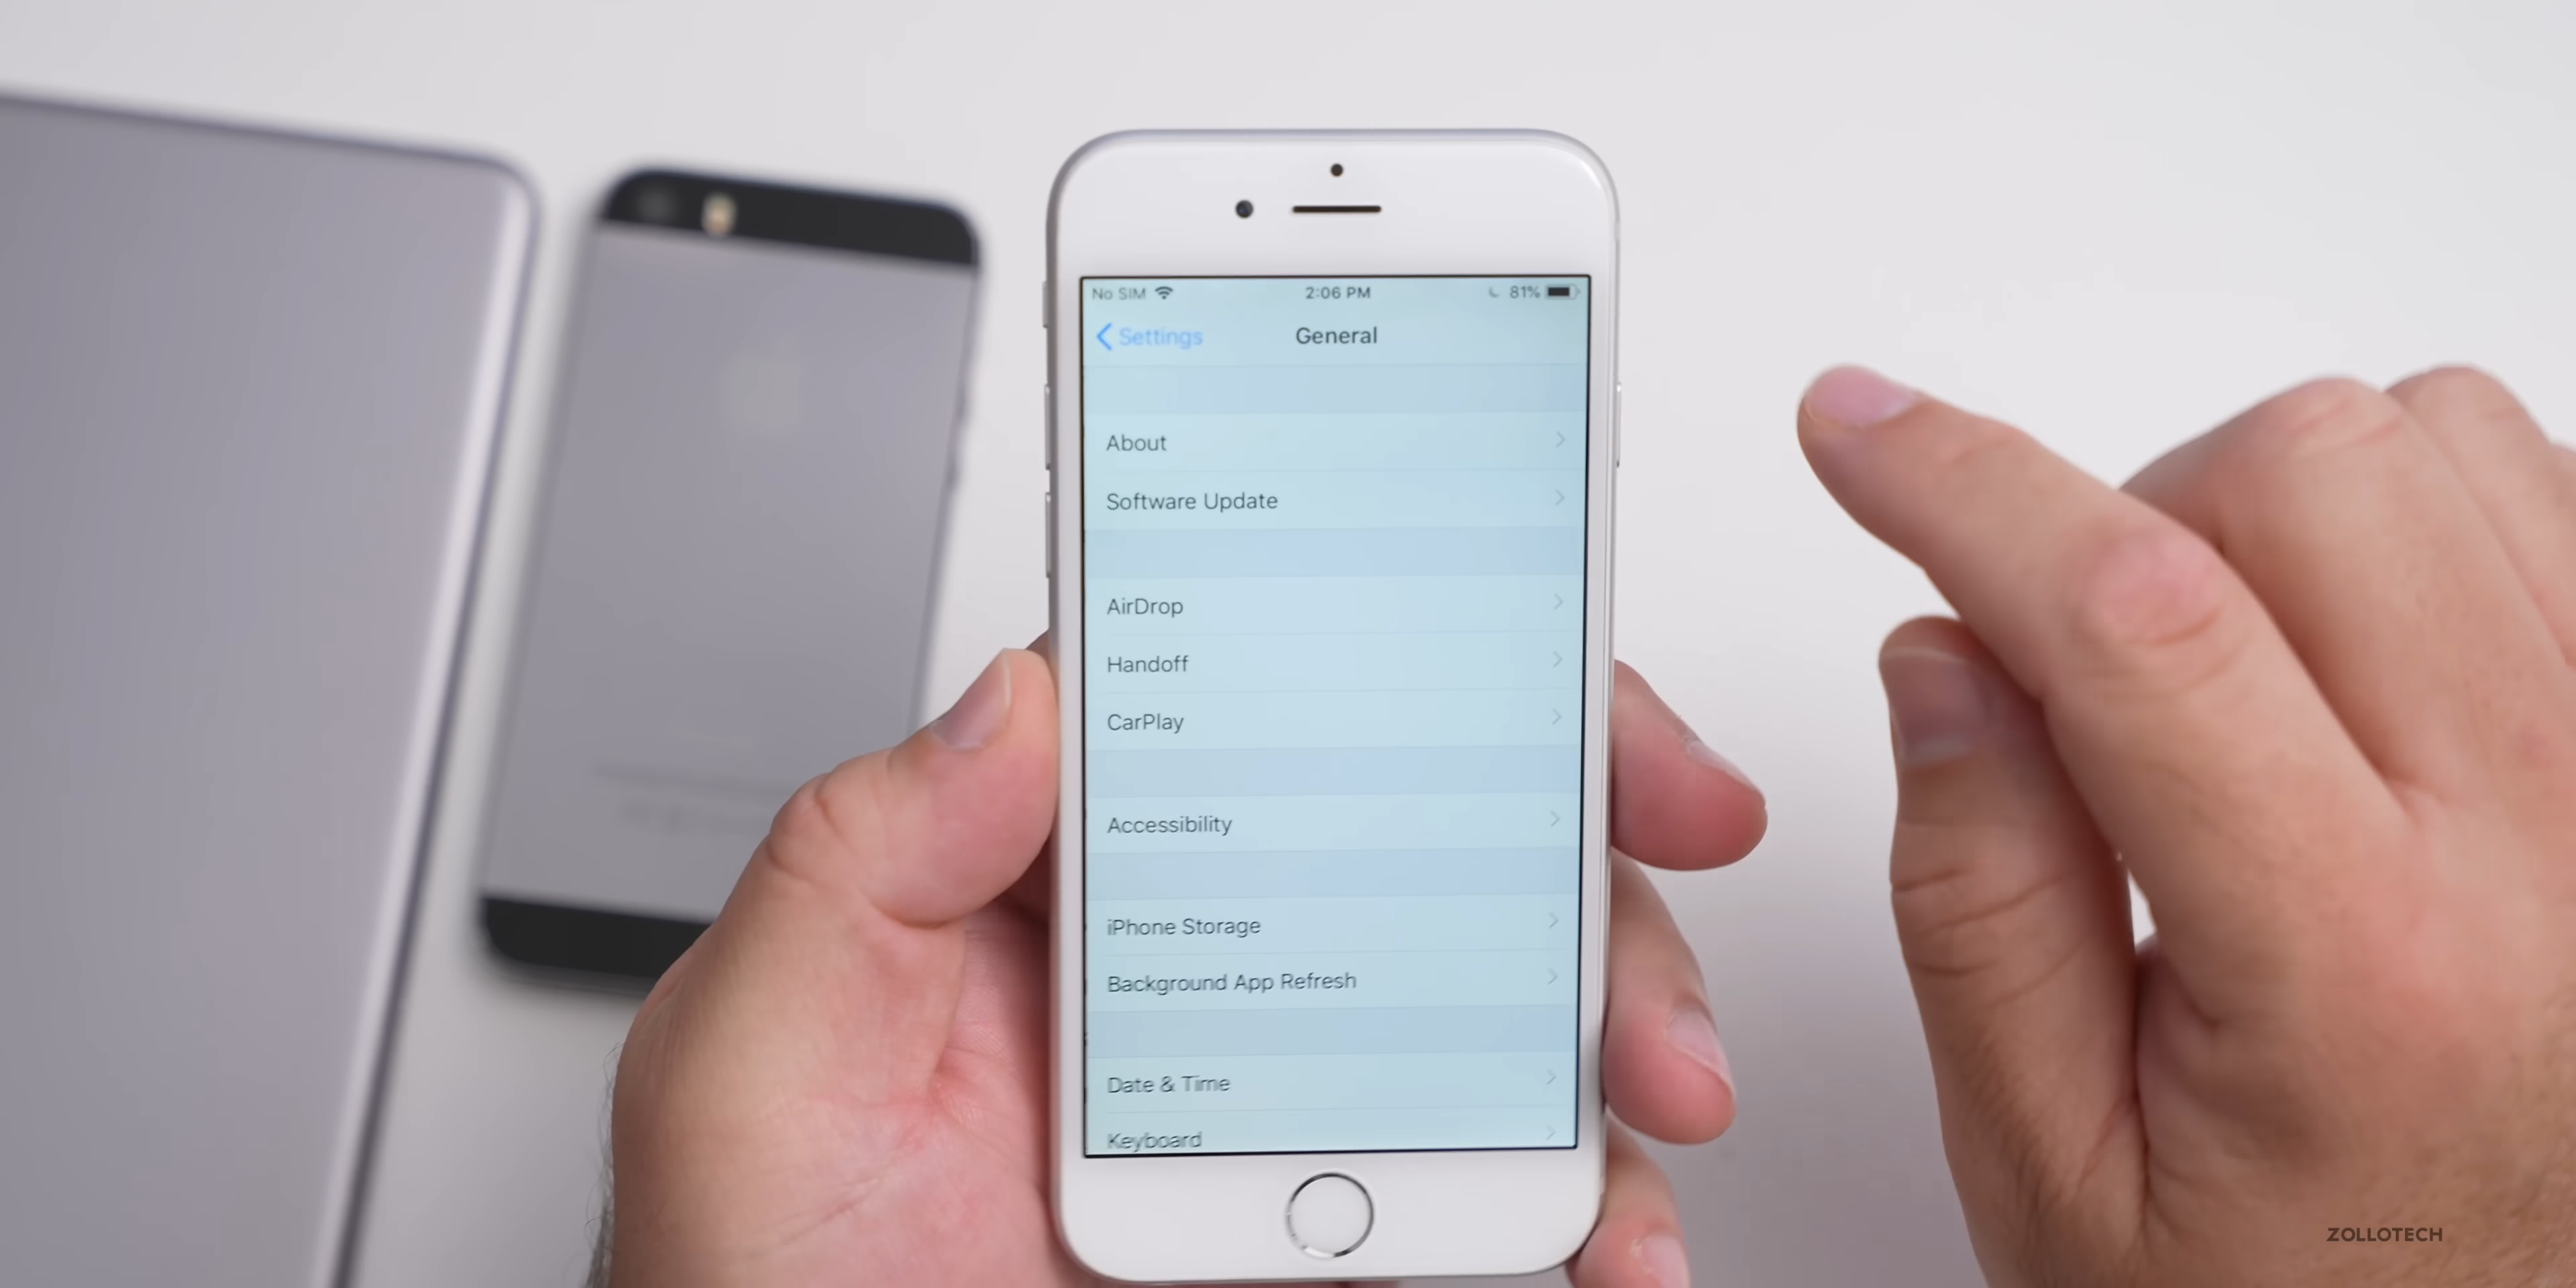 No SIM 2:06 PM 81%
Settings General
About
Software Update
AirDrop
Handoff
CarPlay
Accessibility
iPhone Storage
Background App Refresh
Date & Time
Keyboard
ZOLLOTECH